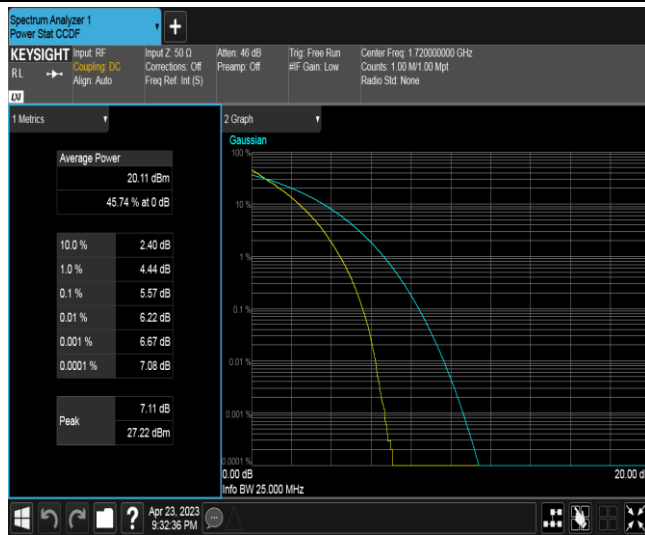 Spectrum Analyzer 1
Power Stat CCDF
+
KEYSIGHT
RL
Input: RF
Coupling: DC
Align: Auto
Input Z: 50 Ω
Corrections: Off
Freq Ref: Int (S)
Atten: 46 dB
Preamp: Off
Trig: Free Run
#IF Gain: Low
Center Freq: 1.720000000 GHz
Counts: 1.00 M/1.00 Mpt
Radio Std: None
1 Metrics
Average Power
20.11 dBm
45.74 % at 0 dB
10.0 % 2.40 dB
1.0 % 4.44 dB
0.1 % 5.57 dB
0.01 % 6.22 dB
0.001 % 6.67 dB
0.0001 % 7.08 dB
Peak
7.11 dB
27.22 dBm
2 Graph
Gaussian
100 %
10 %
1 %
0.1 %
0.01 %
0.001 %
0.0001 %
0.00 dB
20.00 d
Info BW 25.000 MHz
?
Apr 23, 2023
9:32:36 PM